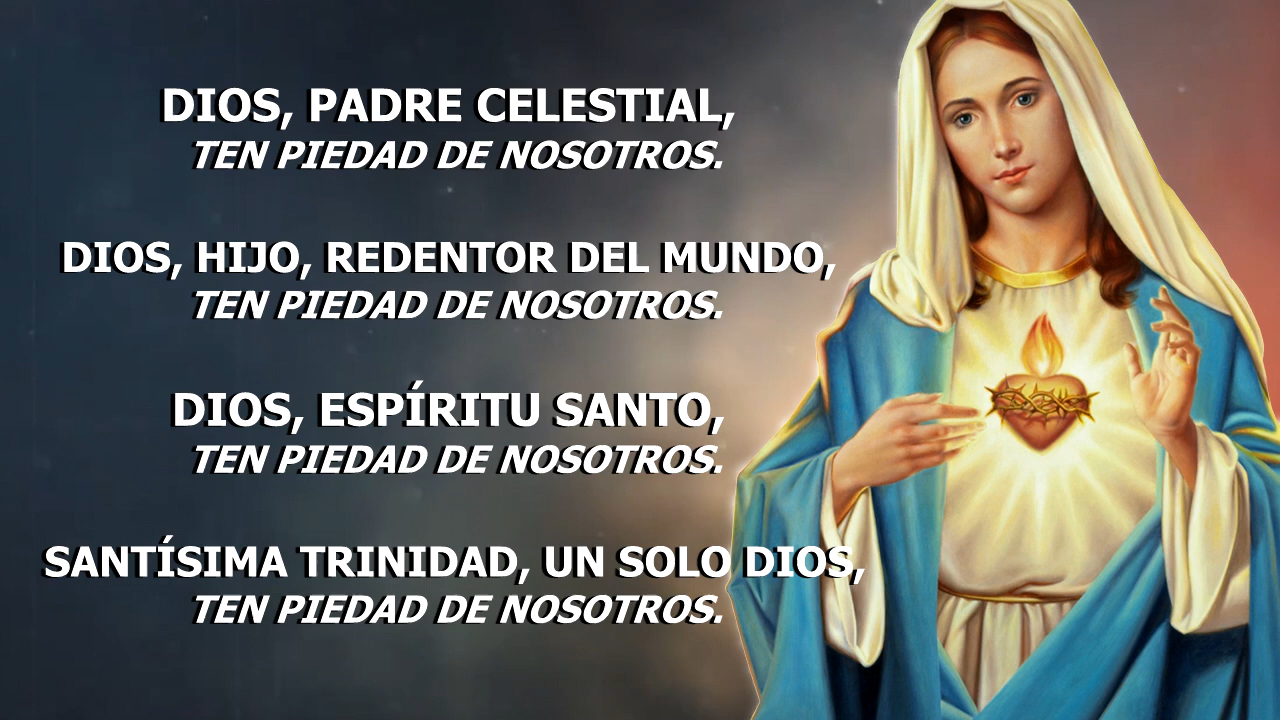 DIOS, PADRE CELESTIAL,
TEN PIEDAD DE NOSOTROS.
DIOS, HIJO, REDENTOR DEL MUNDO,
TEN PIEDAD DE NOSOTROS.
DIOS, ESPÍRITU SANTO,
TEN PIEDAD DE NOSOTROS.
SANTÍSIMA TRINIDAD, UN SOLO DIOS,
TEN PIEDAD DE NOSOTROS.